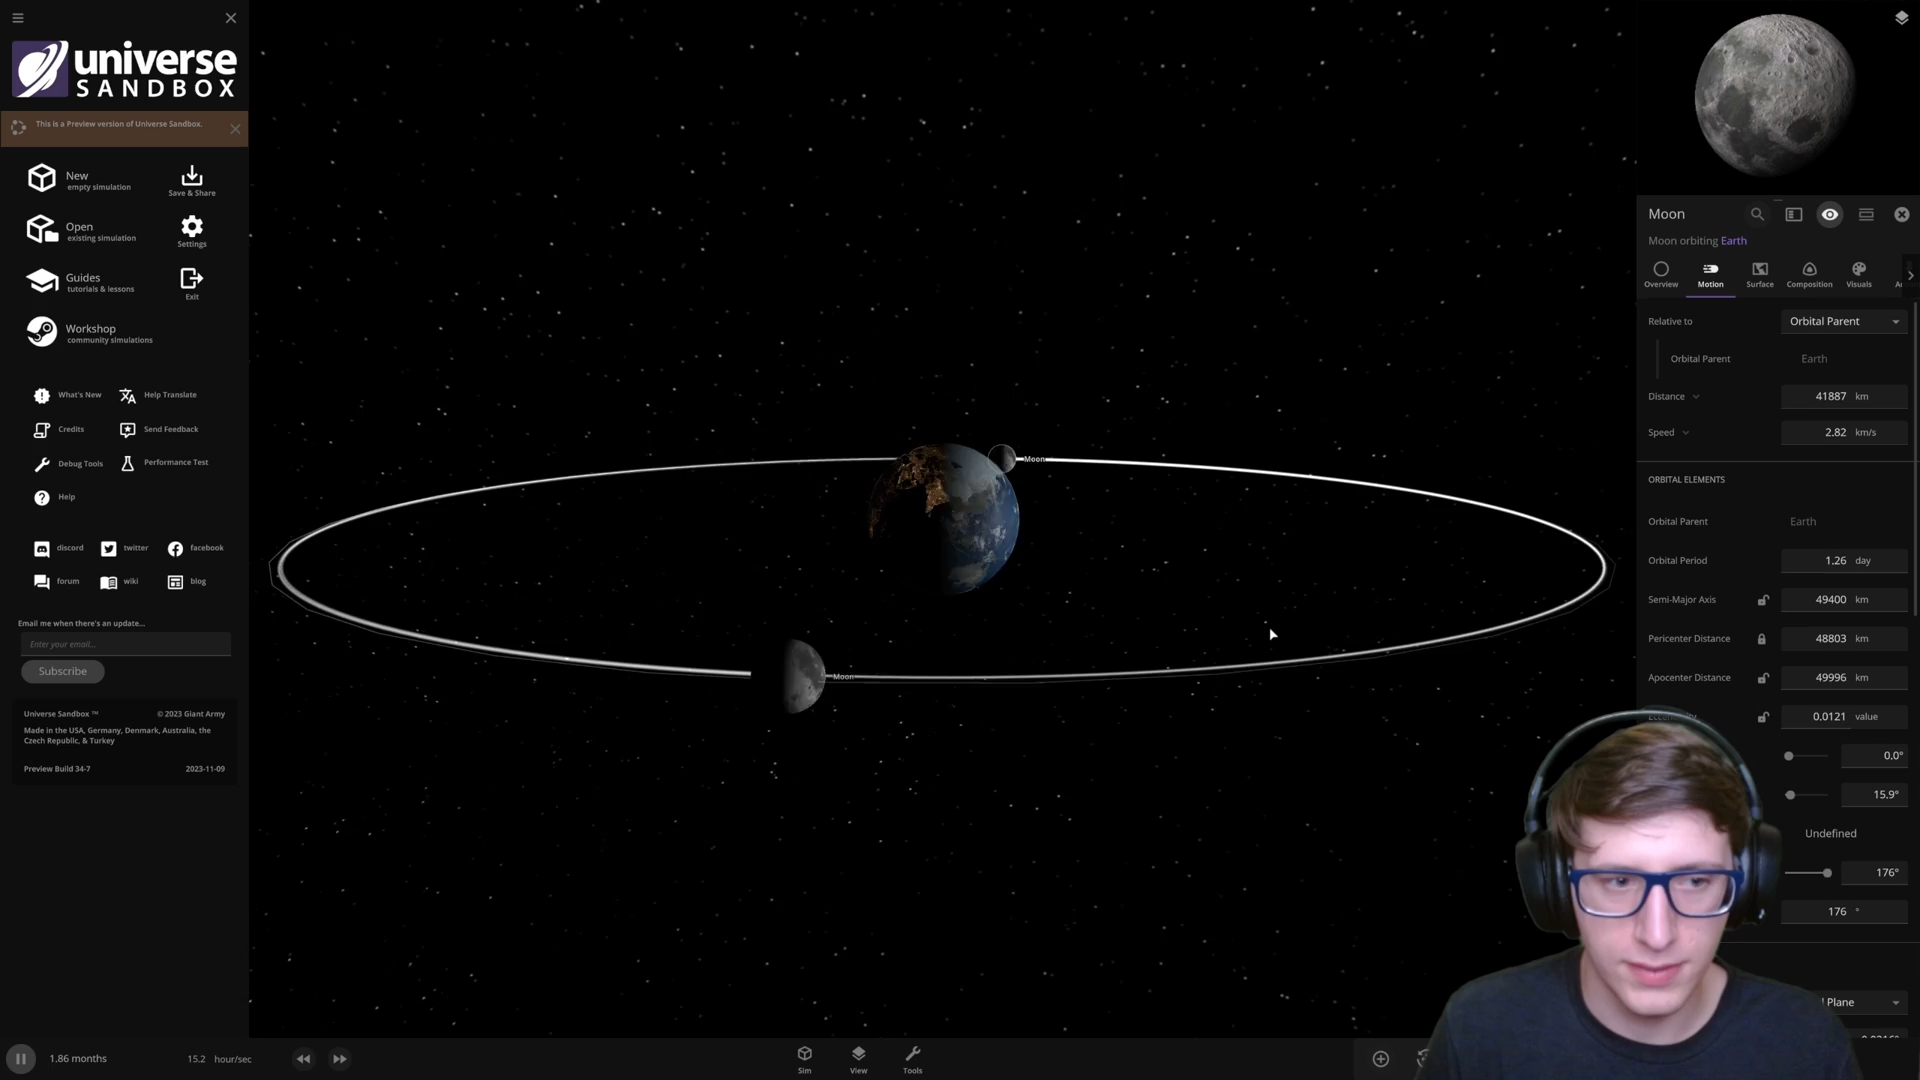 universe
SANDBOX
This is a Preview version of Universe Sandbox.
New
empty simulation
Save & Share
Open
existing simulation
Settings
Guides
tutorials & lessons
Exit
Workshop
community simulations
What's New
Help Translate
Credits
Send Feedback
Debug Tools
Performance Test
Help
discord
twitter
facebook
forum
wiki
blog
Email me when there's an update...
Enter your email...
Subscribe
Universe Sandbox ™
© 2023 Giant Army
Made in the USA, Germany, Denmark, Australia, the
Czech Republic, & Turkey
Preview Build 34-7
2023-11-09
1.86 months
15.2 hour/sec
Moon
Moon
Sim
View
Tools
Moon
Moon orbiting Earth
Overview
Motion
Surface
Composition
Visuals
Relative to
Orbital Parent
Orbital Parent
Earth
Distance
41887 km
Speed
2.82 km/s
ORBITAL ELEMENTS
Orbital Parent
Earth
Orbital Period
1.26 day
Semi-Major Axis
49400 km
Pericenter Distance
48803 km
Apocenter Distance
49996 km
0.0121 value
0.0°
15.9°
Undefined
176°
176 °
Plane